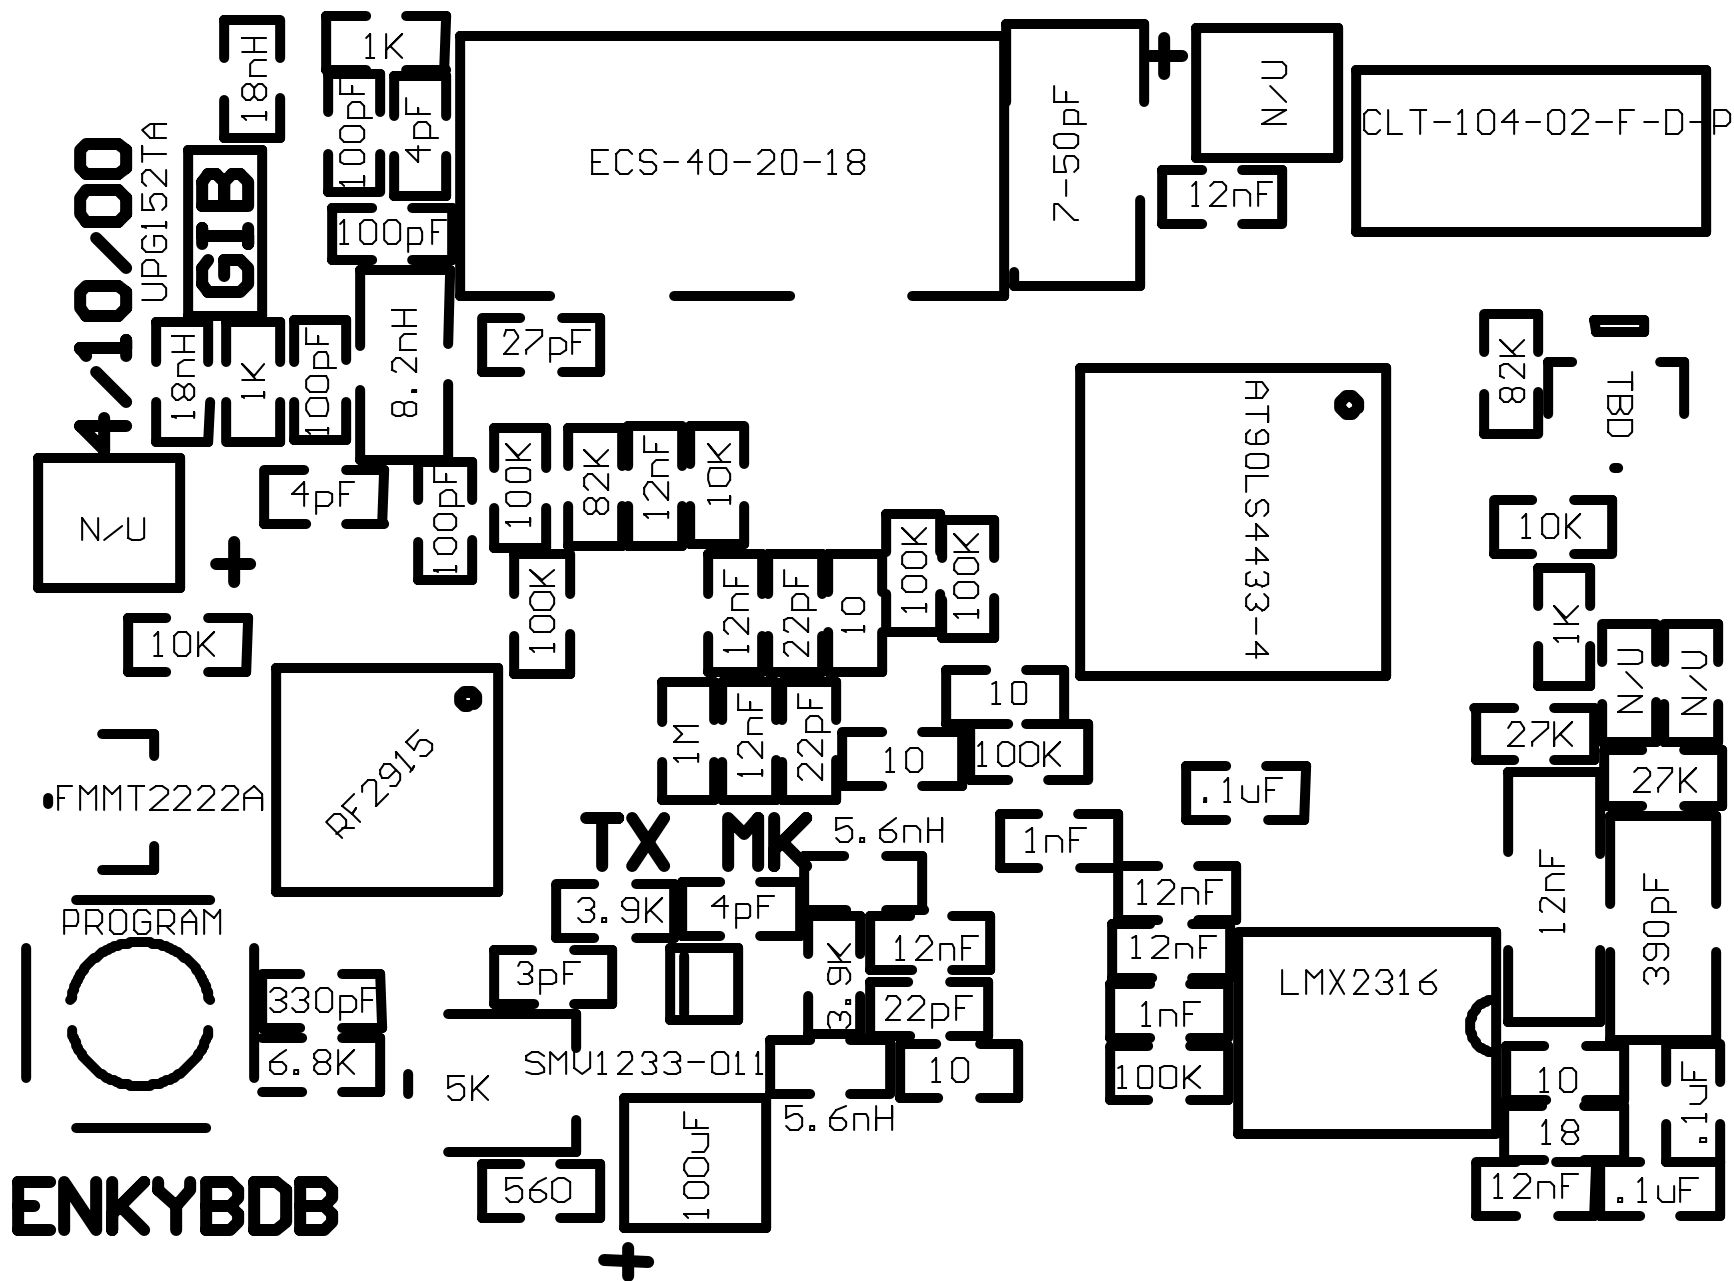 18nH
1K
100pF
4pF
ECS-40-20-18
7-50pF
N/U
CLT-104-02-F-D-P
4/10/00
UPG152TA
GIB
100pF
12nF
18nH
1K
100pF
8.2nH
27pF
AT90LS4433-4
82K
TBD
N/U
4pF
100pF
100K
82K
12nF
10K
10K
10K
100K
12nF
22pF
10
100K
100K
1K
N/U
N/U
RF2915
1M
12nF
22pF
10
10
100K
27K
27K
FMMT2222A
TX MK
5.6nH
1nF
.1uF
12nF
390pF
PROGRAM
3.9K
4pF
3.9K
12nF
12nF
12nF
LMX2316
330pF
3pF
22pF
1nF
6.8K
5K
SMV1233-011
10
100K
10
.1uF
5.6nH
18
ENKYBDB
560
100uF
12nF
.1uF